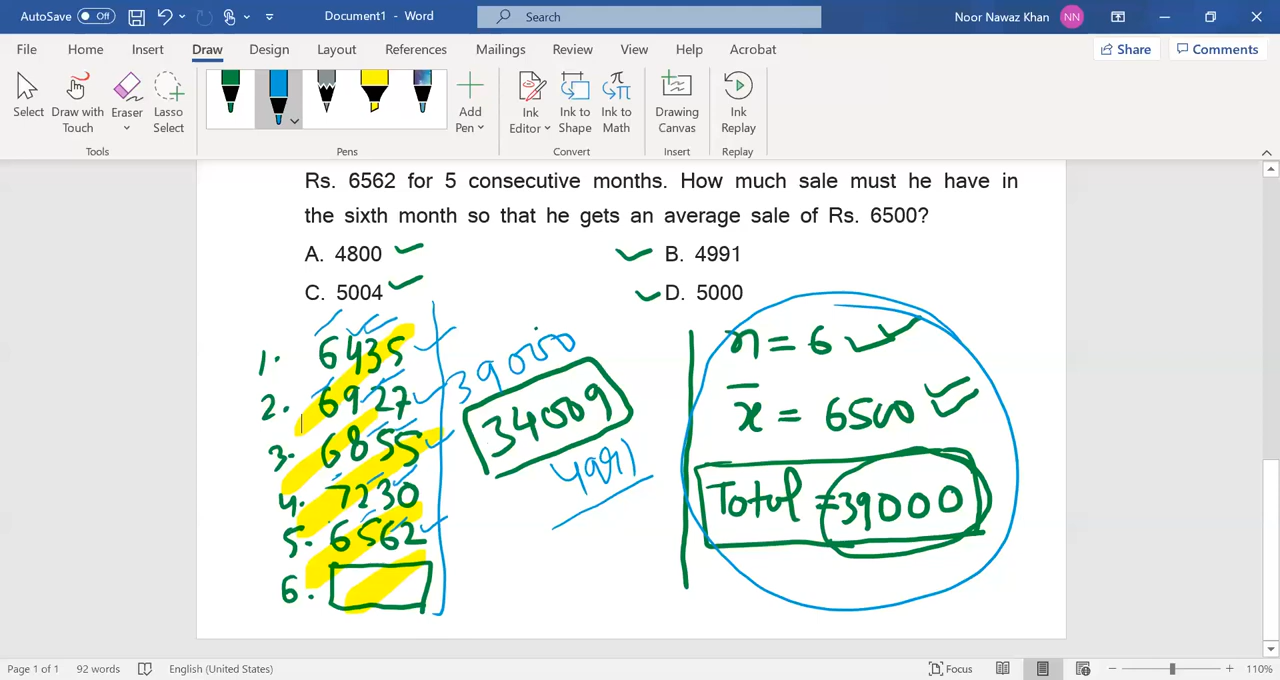 AutoSave Off Document1 - Word Search Noor Nawaz Khan NN
File Home Insert Draw Design Layout References Mailings Review View Help Acrobat Share Comments
Select Draw with Touch Eraser Lasso Select Add Pen Ink Editor Ink to Shape Ink to Math Drawing Canvas Ink Replay
Tools Pens Convert Insert Replay
Rs. 6562 for 5 consecutive months. How much sale must he have in
the sixth month so that he gets an average sale of Rs. 6500?
A. 4800 B. 4991
C. 5004 D. 5000
1. 6435
2. 6927
3. 6855
4. 7230
5. 6562
6.
39000
34009
4991
n = 6
x̄ = 6500
Total = 39000
Page 1 of 1 92 words English (United States) Focus 110%